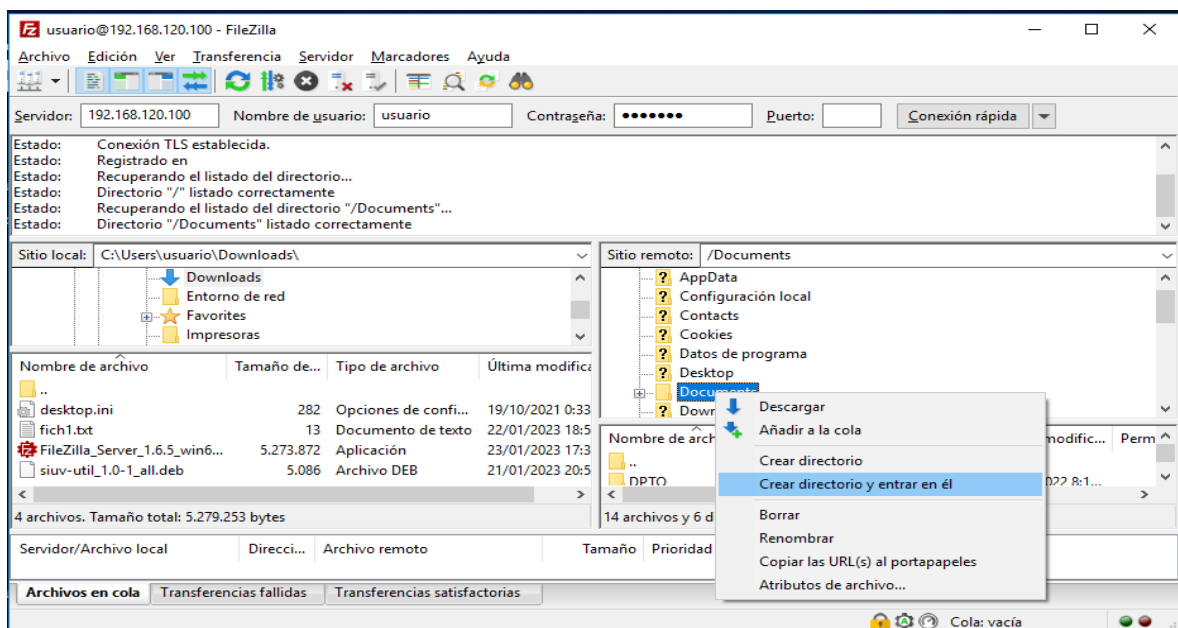 usuario@192.168.120.100 - FileZilla
Archivo Edición Ver Transferencia Servidor Marcadores Ayuda
Servidor: 192.168.120.100 Nombre de usuario: usuario Contraseña: ●●●●●●● Puerto: Conexión rápida
Estado: Conexión TLS establecida.
Estado: Registrado en
Estado: Recuperando el listado del directorio...
Estado: Directorio "/" listado correctamente
Estado: Recuperando el listado del directorio "/Documents"...
Estado: Directorio "/Documents" listado correctamente
Sitio local: C:\Users\usuario\Downloads\
Downloads
Entorno de red
Favorites
Impresoras
Nombre de archivo Tamaño de... Tipo de archivo Última modifica
..
desktop.ini 282 Opciones de confi... 19/10/2021 0:33
fich1.txt 13 Documento de texto 22/01/2023 18:5
FileZilla_Server_1.6.5_win6... 5.273.872 Aplicación 23/01/2023 17:3
siuv-util_1.0-1_all.deb 5.086 Archivo DEB 21/01/2023 20:5
4 archivos. Tamaño total: 5.279.253 bytes
Sitio remoto: /Documents
AppData
Configuración local
Contacts
Cookies
Datos de programa
Desktop
Documents
Down
Nombre de arch modific... Perm
..
DPTO 022 8:1...
14 archivos y 6 d
Descargar
Añadir a la cola
Crear directorio
Crear directorio y entrar en él
Borrar
Renombrar
Copiar las URL(s) al portapapeles
Atributos de archivo...
Servidor/Archivo local Direcci... Archivo remoto Tamaño Prioridad
Archivos en cola Transferencias fallidas Transferencias satisfactorias
Cola: vacía